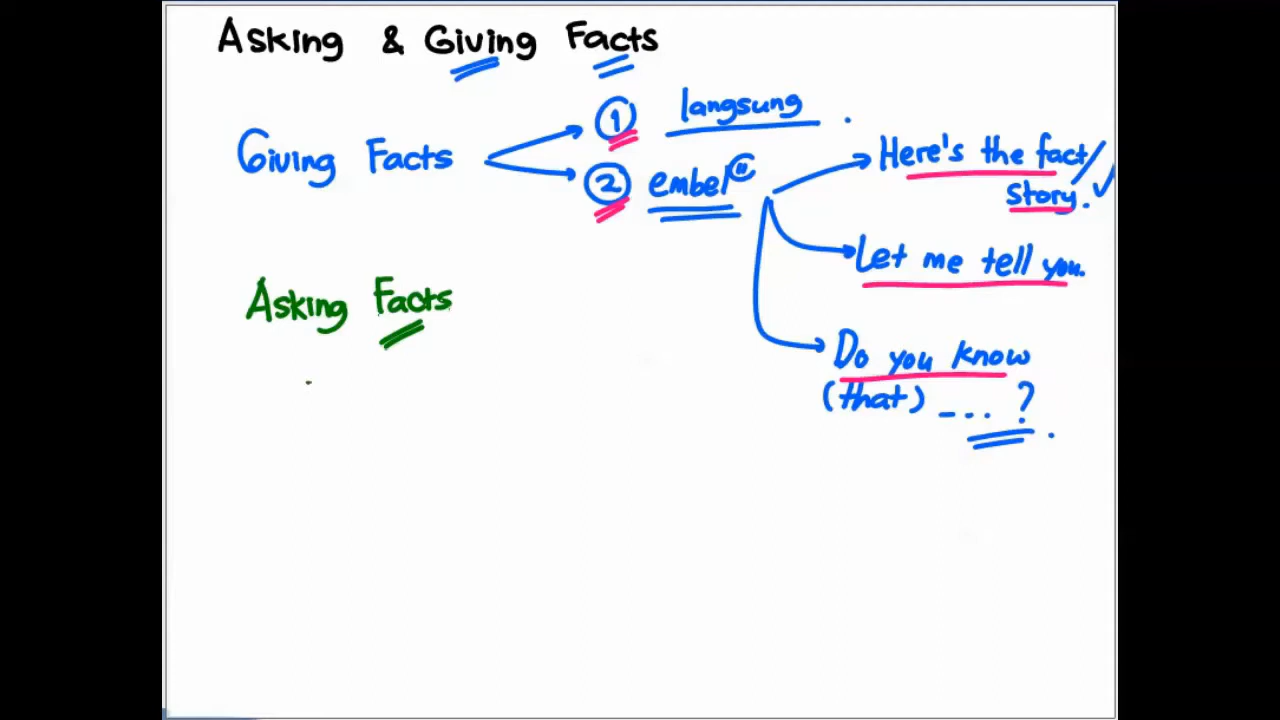 Asking & Giving Facts
Giving Facts
① langsung .
② embel"
Here's the fact/
story.
Let me tell you.
Do you know
(that) ---- ? .
Asking Facts